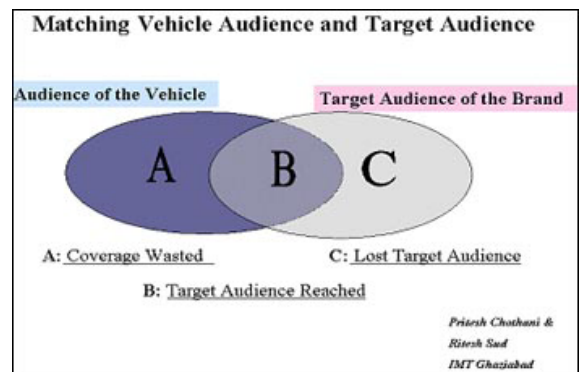 Matching Vehicle Audience and Target Audience
Audience of the Vehicle
Target Audience of the Brand
A B C
A: Coverage Wasted
C: Lost Target Audience
B: Target Audience Reached
Pritesh Chothani &
Ritesh Sud
IMT Ghaziabad